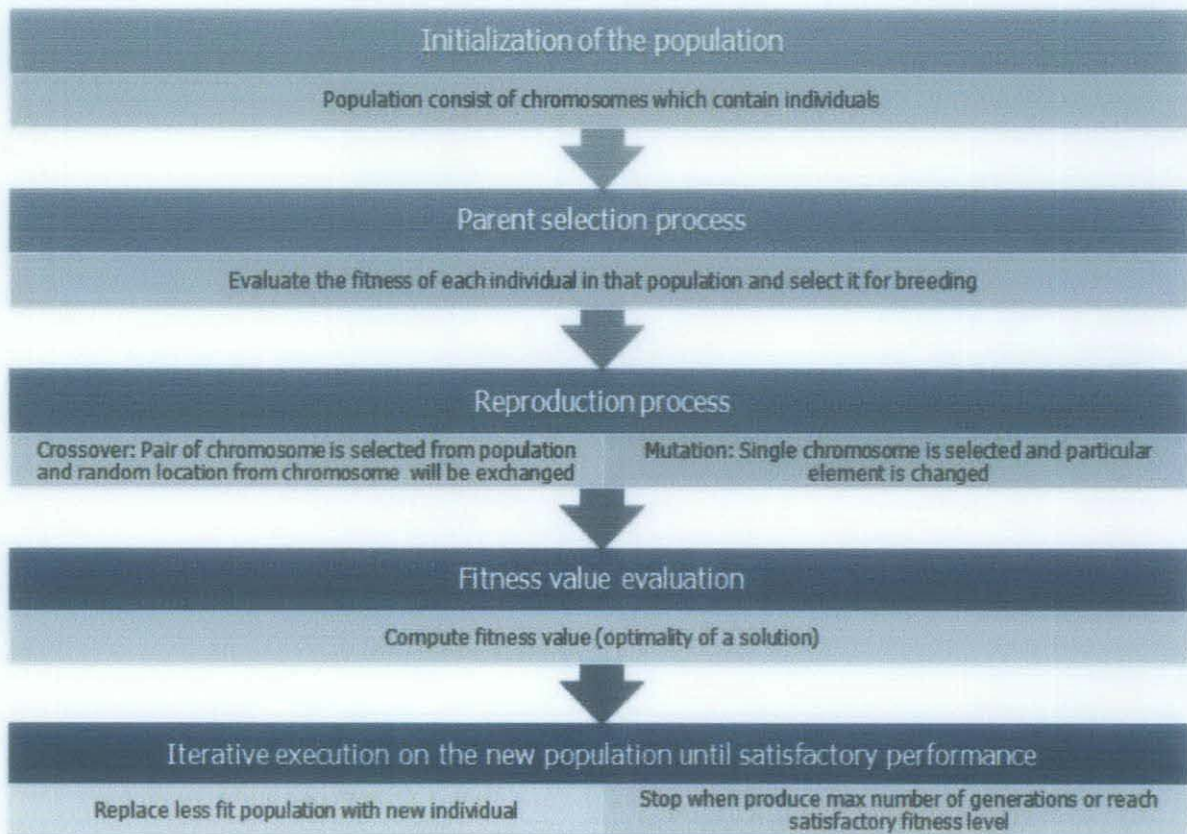 Initialization of the population
Population consist of chromosomes which contain individuals
Parent selection process
Evaluate the fitness of each individual in that population and select it for breeding
Reproduction process
Crossover: Pair of chromosome is selected from population
and random location from chromosome will be exchanged
Mutation: Single chromosome is selected and particular
element is changed
Fitness value evaluation
Compute fitness value (optimality of a solution)
Iterative execution on the new population until satisfactory performance
Replace less fit population with new individual
Stop when produce max number of generations or reach
satisfactory fitness level